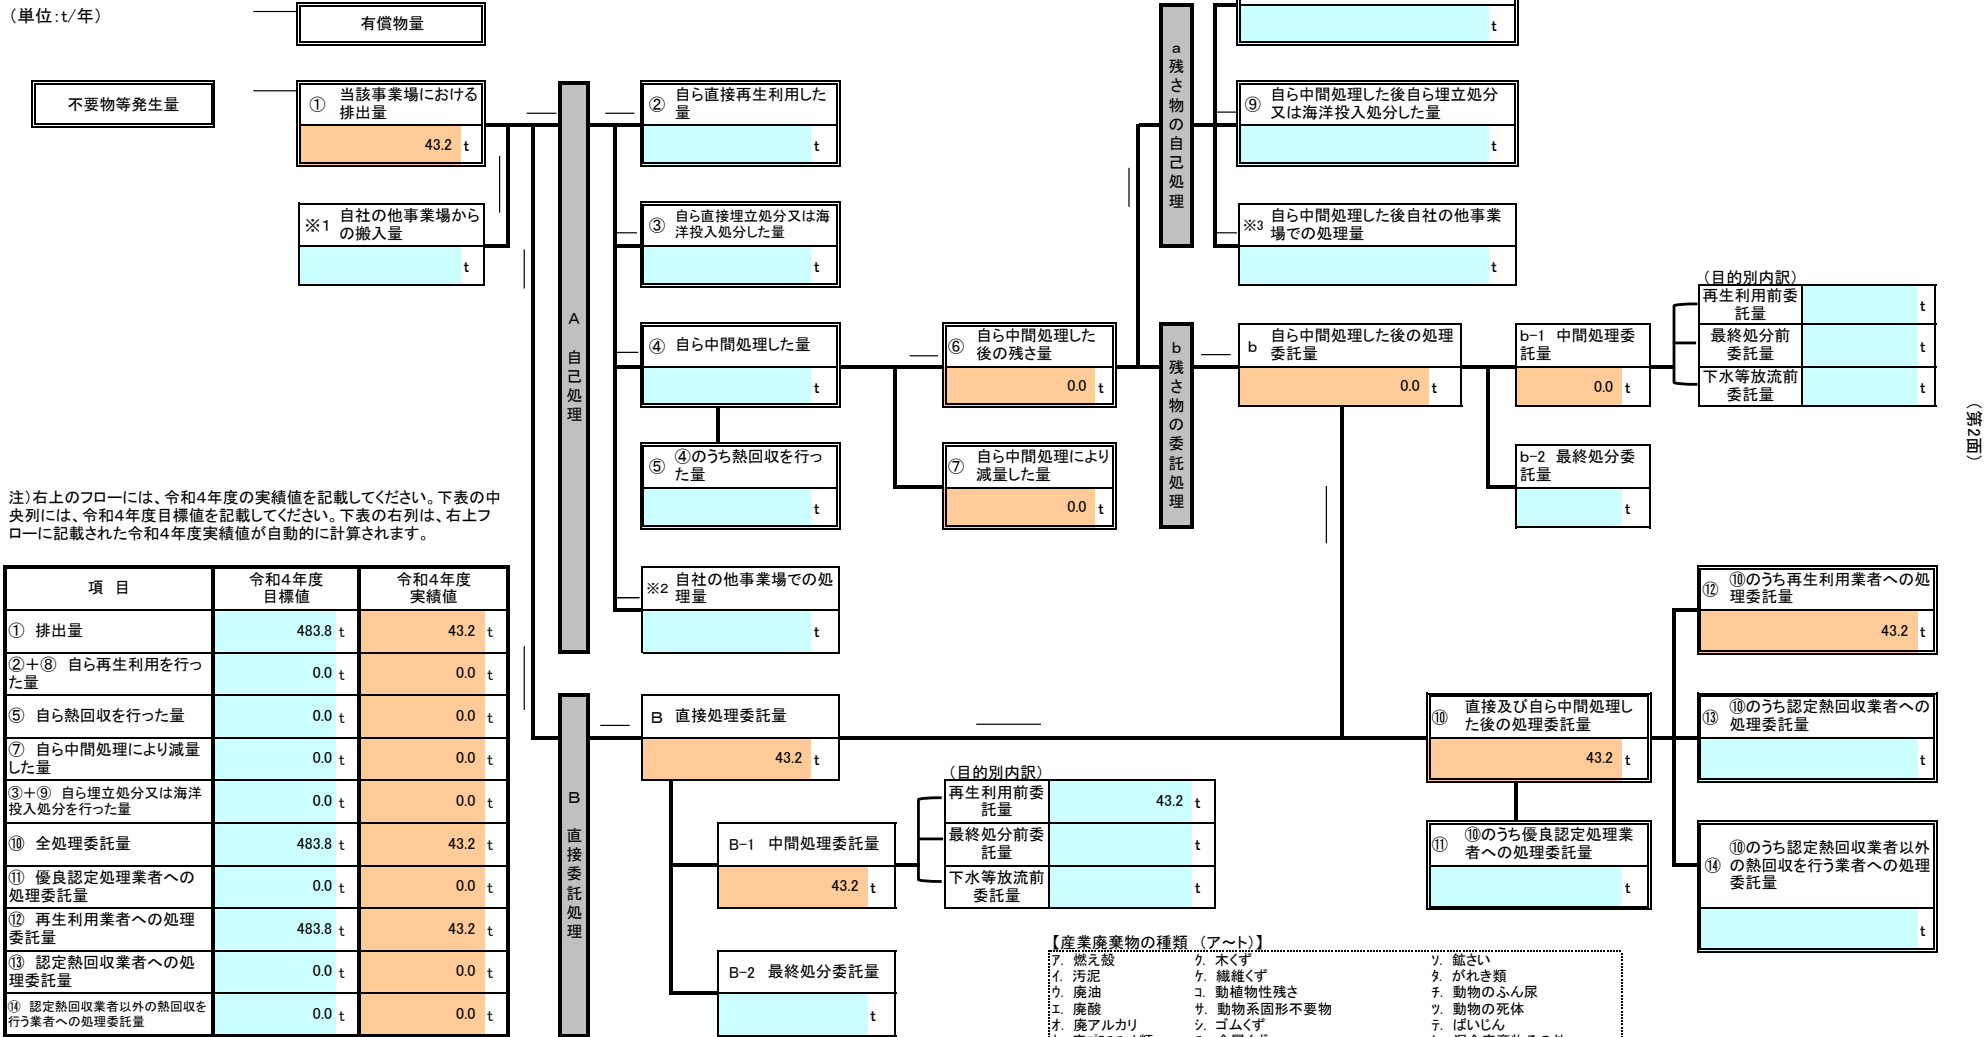 (単位:t/年)
有償物量
t
不要物等発生量
① 当該事業場における
排出量
43.2 t
※1 自社の他事業場から
の搬入量
t
A 自己処理
② 自ら直接再生利用した
量
t
③ 自ら直接埋立処分又は海
洋投入処分した量
t
④ 自ら中間処理した量
t
⑤ ④のうち熱回収を行っ
た量
t
※2 自社の他事業場での処
理量
t
⑥ 自ら中間処理した
後の残さ量
0.0 t
⑦ 自ら中間処理により
減量した量
0.0 t
a 残さ物の自己処理
⑨ 自ら中間処理した後自ら埋立処分
又は海洋投入処分した量
t
※3 自ら中間処理した後自社の他事業
場での処理量
t
b 残さ物の委託処理
b 自ら中間処理した後の処理
委託量
0.0 t
b-1 中間処理委
託量
0.0 t
b-2 最終処分委
託量
t
(目的別内訳)
再生利用前委
託量
t
最終処分前
委託量
t
下水等放流前
委託量
t
(第2面)
注)右上のフローには、令和4年度の実績値を記載してください。下表の中
央列には、令和4年度目標値を記載してください。下表の右列は、右上フ
ローに記載された令和4年度実績値が自動的に計算されます。
項 目 令和4年度
目標値 令和4年度
実績値
① 排出量 483.8 t 43.2 t
②+⑧ 自ら再生利用を行っ
た量 0.0 t 0.0 t
⑤ 自ら熱回収を行った量 0.0 t 0.0 t
⑦ 自ら中間処理により減量
した量 0.0 t 0.0 t
③+⑨ 自ら埋立処分又は海洋
投入処分を行った量 0.0 t 0.0 t
⑩ 全処理委託量 483.8 t 43.2 t
⑪ 優良認定処理業者への
処理委託量 0.0 t 0.0 t
⑫ 再生利用業者への処理
委託量 483.8 t 43.2 t
⑬ 認定熱回収業者への処
理委託量 0.0 t 0.0 t
⑭ 認定熱回収業者以外の熱回収を
行う業者への処理委託量 0.0 t 0.0 t
B 直接委託処理
B 直接処理委託量
43.2 t
B-1 中間処理委託量
43.2 t
B-2 最終処分委託量
t
(目的別内訳)
再生利用前委
託量
43.2 t
最終処分前委
託量
t
下水等放流前
委託量
t
⑩ 直接及び自ら中間処理し
た後の処理委託量
43.2 t
⑪ ⑩のうち優良認定処理業
者への処理委託量
t
⑫ ⑩のうち再生利用業者への処
理委託量
43.2 t
⑬ ⑩のうち認定熱回収業者への
処理委託量
t
⑭ ⑩のうち認定熱回収業者以外
の熱回収を行う業者への処理
委託量
t
【産業廃棄物の種類 (ア~ト)】
ア. 燃え殻 ク. 木くず ソ. 鉱さい
イ. 汚泥 ケ. 繊維くず タ. がれき類
ウ. 廃油 コ. 動植物性残さ チ. 動物のふん尿
エ. 廃酸 サ. 動物系固形不要物 ツ. 動物の死体
オ. 廃アルカリ シ. ゴムくず テ. ばいじん